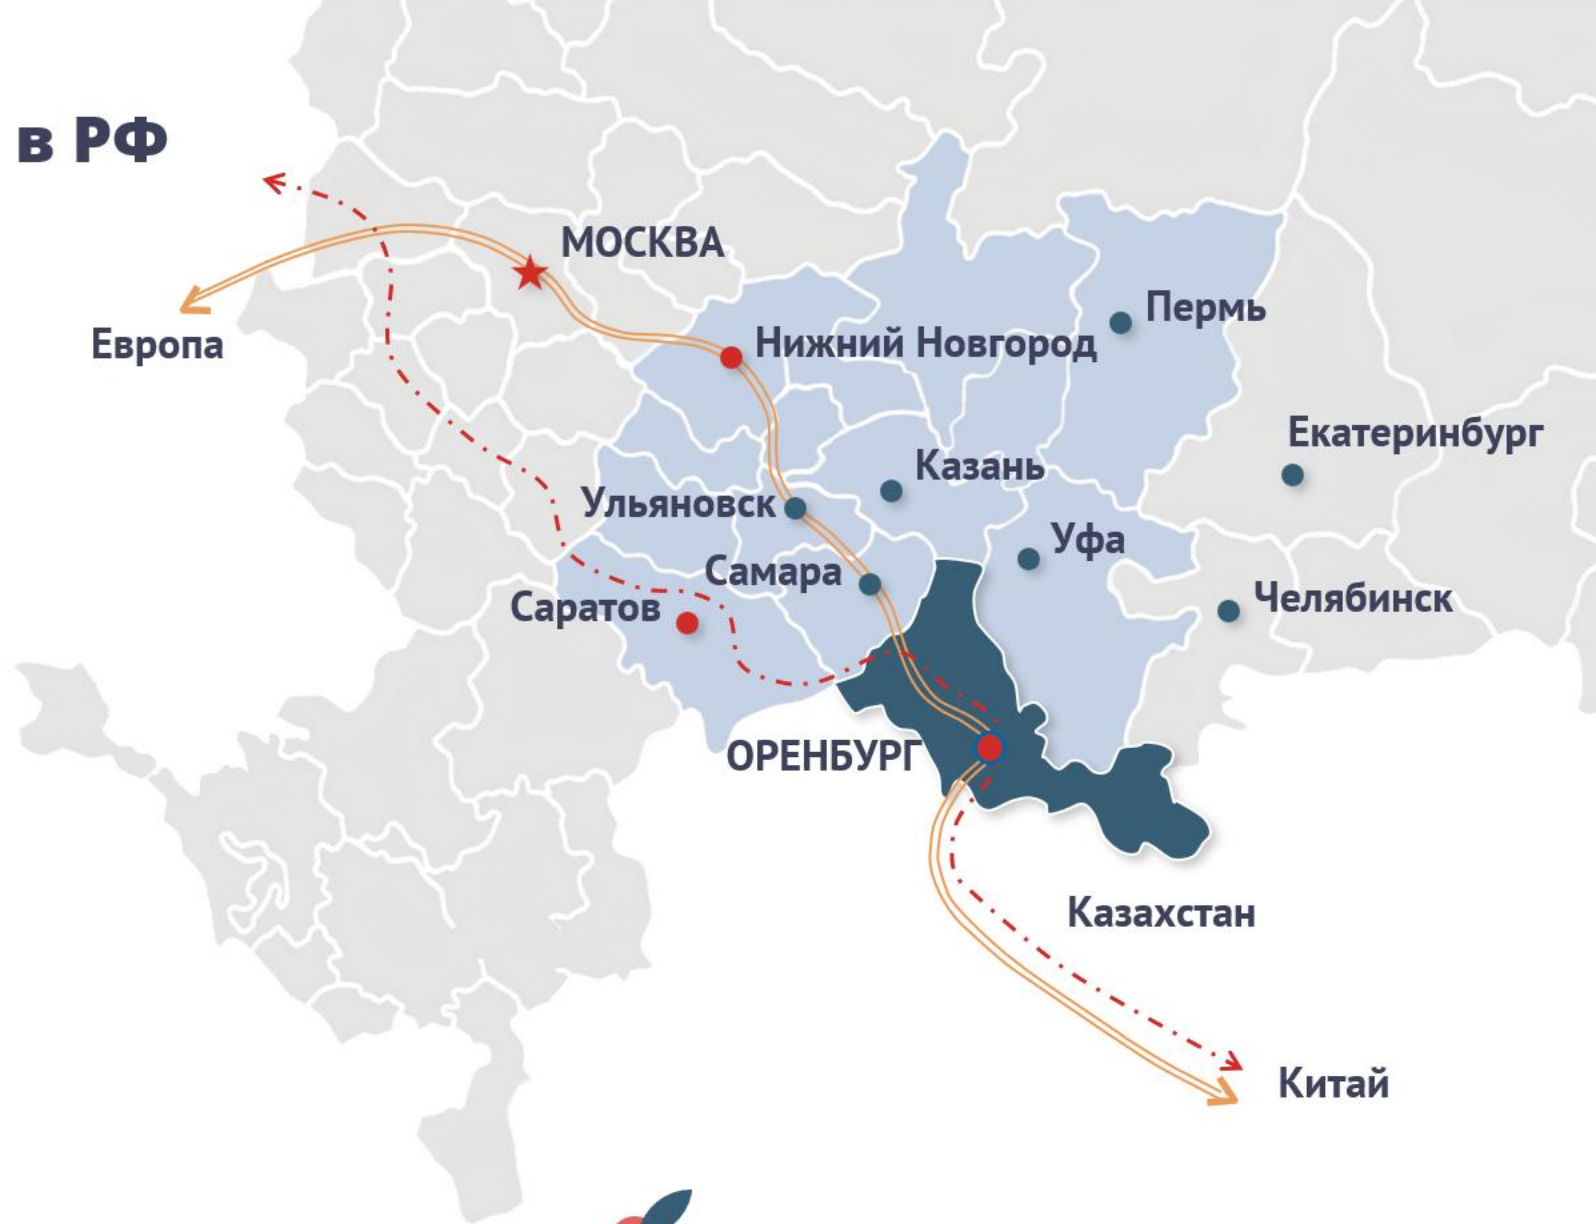 в РФ
МОСКВА
Пермь
Европа
Нижний Новгород
Екатеринбург
Казань
Ульяновск
Уфа
Самара
Челябинск
Саратов
ОРЕНБУРГ
Казахстан
Китай